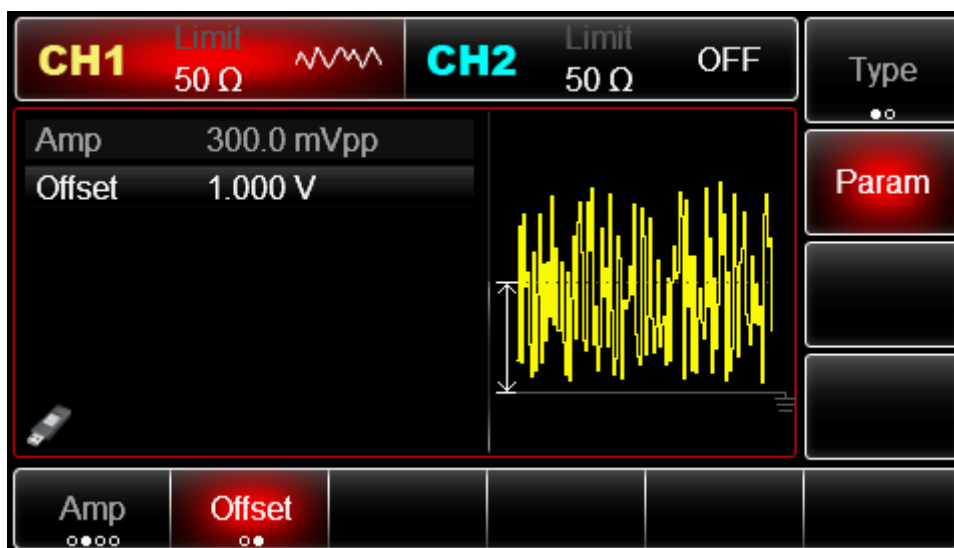 CH1 Limit 50 Ω
CH2 Limit 50 Ω OFF
Type
Amp 300.0 mVpp
Offset 1.000 V
Param
Amp Offset